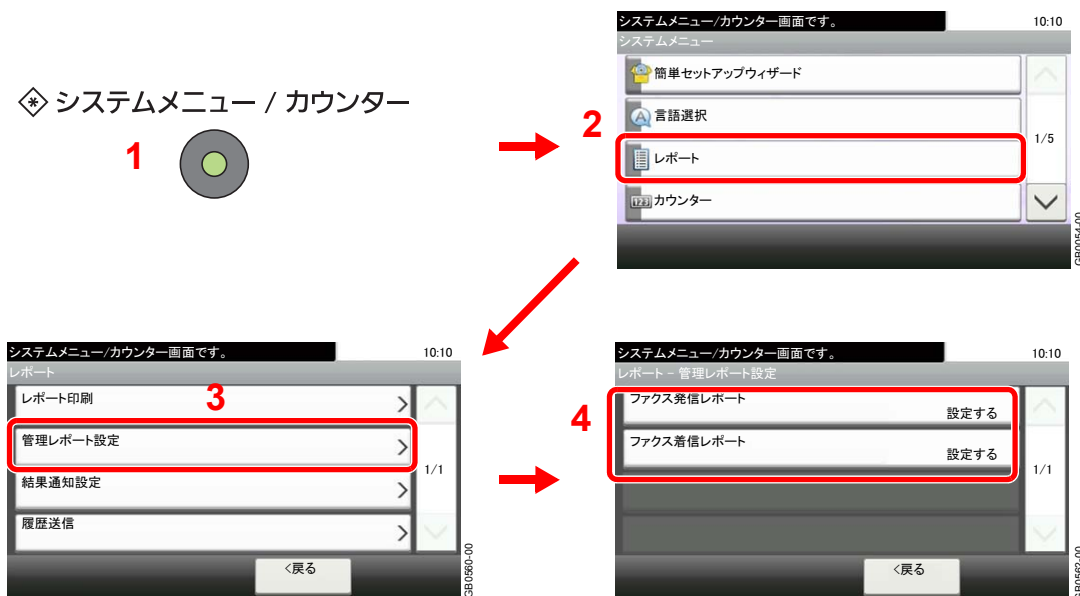 システムメニュー / カウンター
1
2
システムメニュー/カウンター画面です。 10:10
システムメニュー
簡単セットアップウィザード
言語選択
1/5
レポート
123 カウンター
GB0054-00
システムメニュー/カウンター画面です。 10:10
レポート
3
レポート印刷
管理レポート設定
1/1
結果通知設定
履歴送信
<戻る
GB0560-00
4
システムメニュー/カウンター画面です。 10:10
レポート - 管理レポート設定
ファクス発信レポート
設定する
ファクス着信レポート
設定する
1/1
<戻る